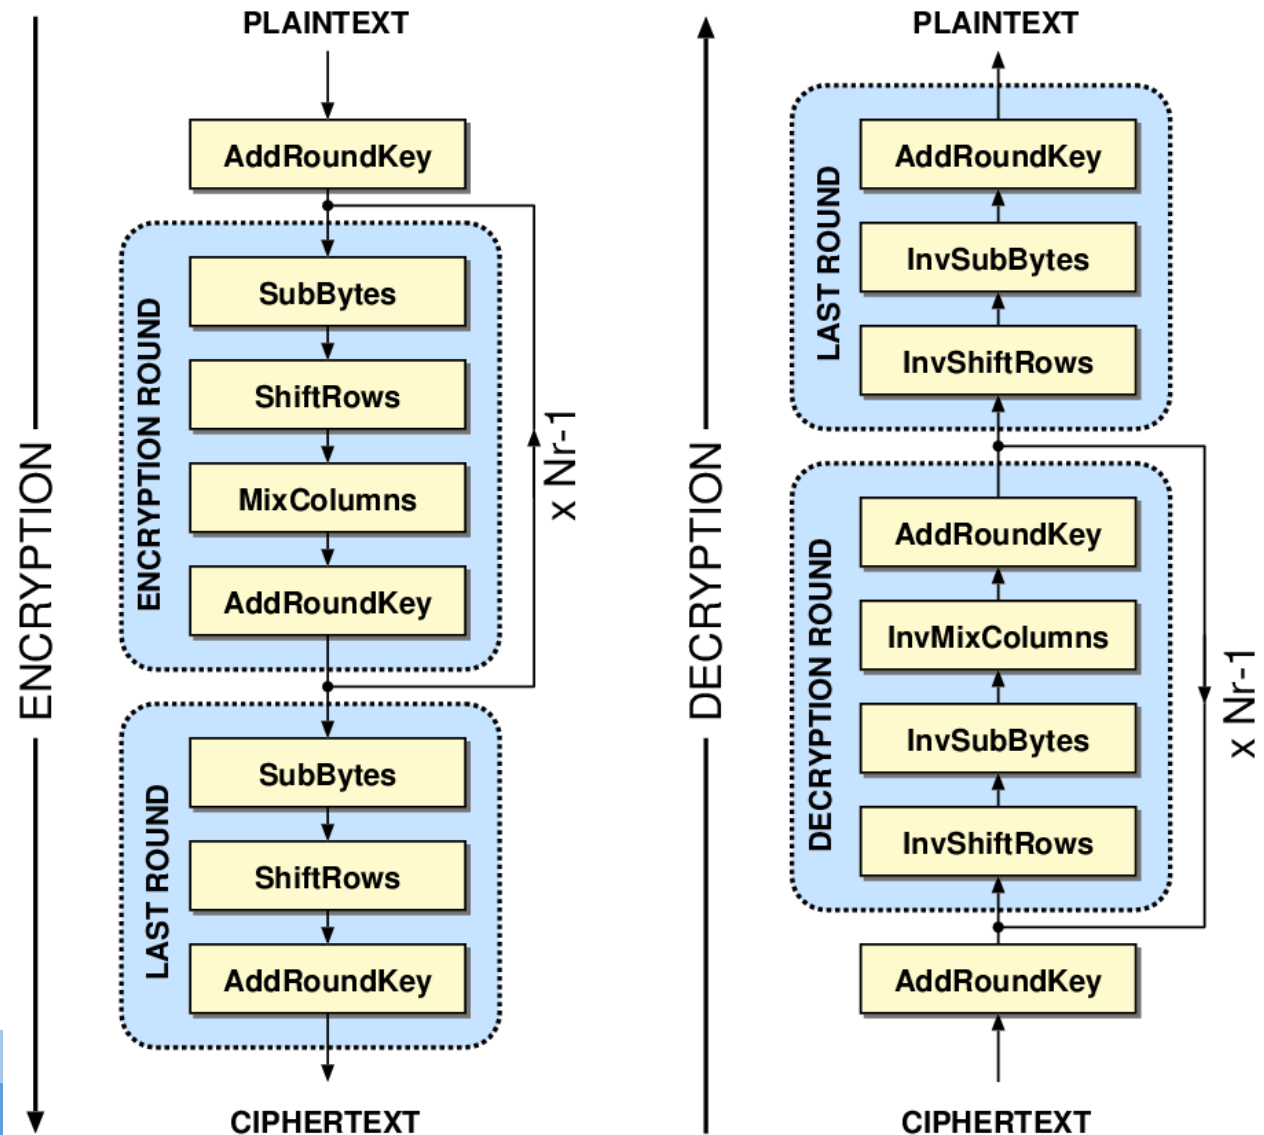 PLAINTEXT
AddRoundKey
ENCRYPTION ROUND
SubBytes
ShiftRows
MixColumns
AddRoundKey
x Nr-1
ENCRYPTION
LAST ROUND
SubBytes
ShiftRows
AddRoundKey
CIPHERTEXT
PLAINTEXT
LAST ROUND
AddRoundKey
InvSubBytes
InvShiftRows
DECRYPTION
DECRYPTION ROUND
AddRoundKey
InvMixColumns
InvSubBytes
InvShiftRows
x Nr-1
AddRoundKey
CIPHERTEXT